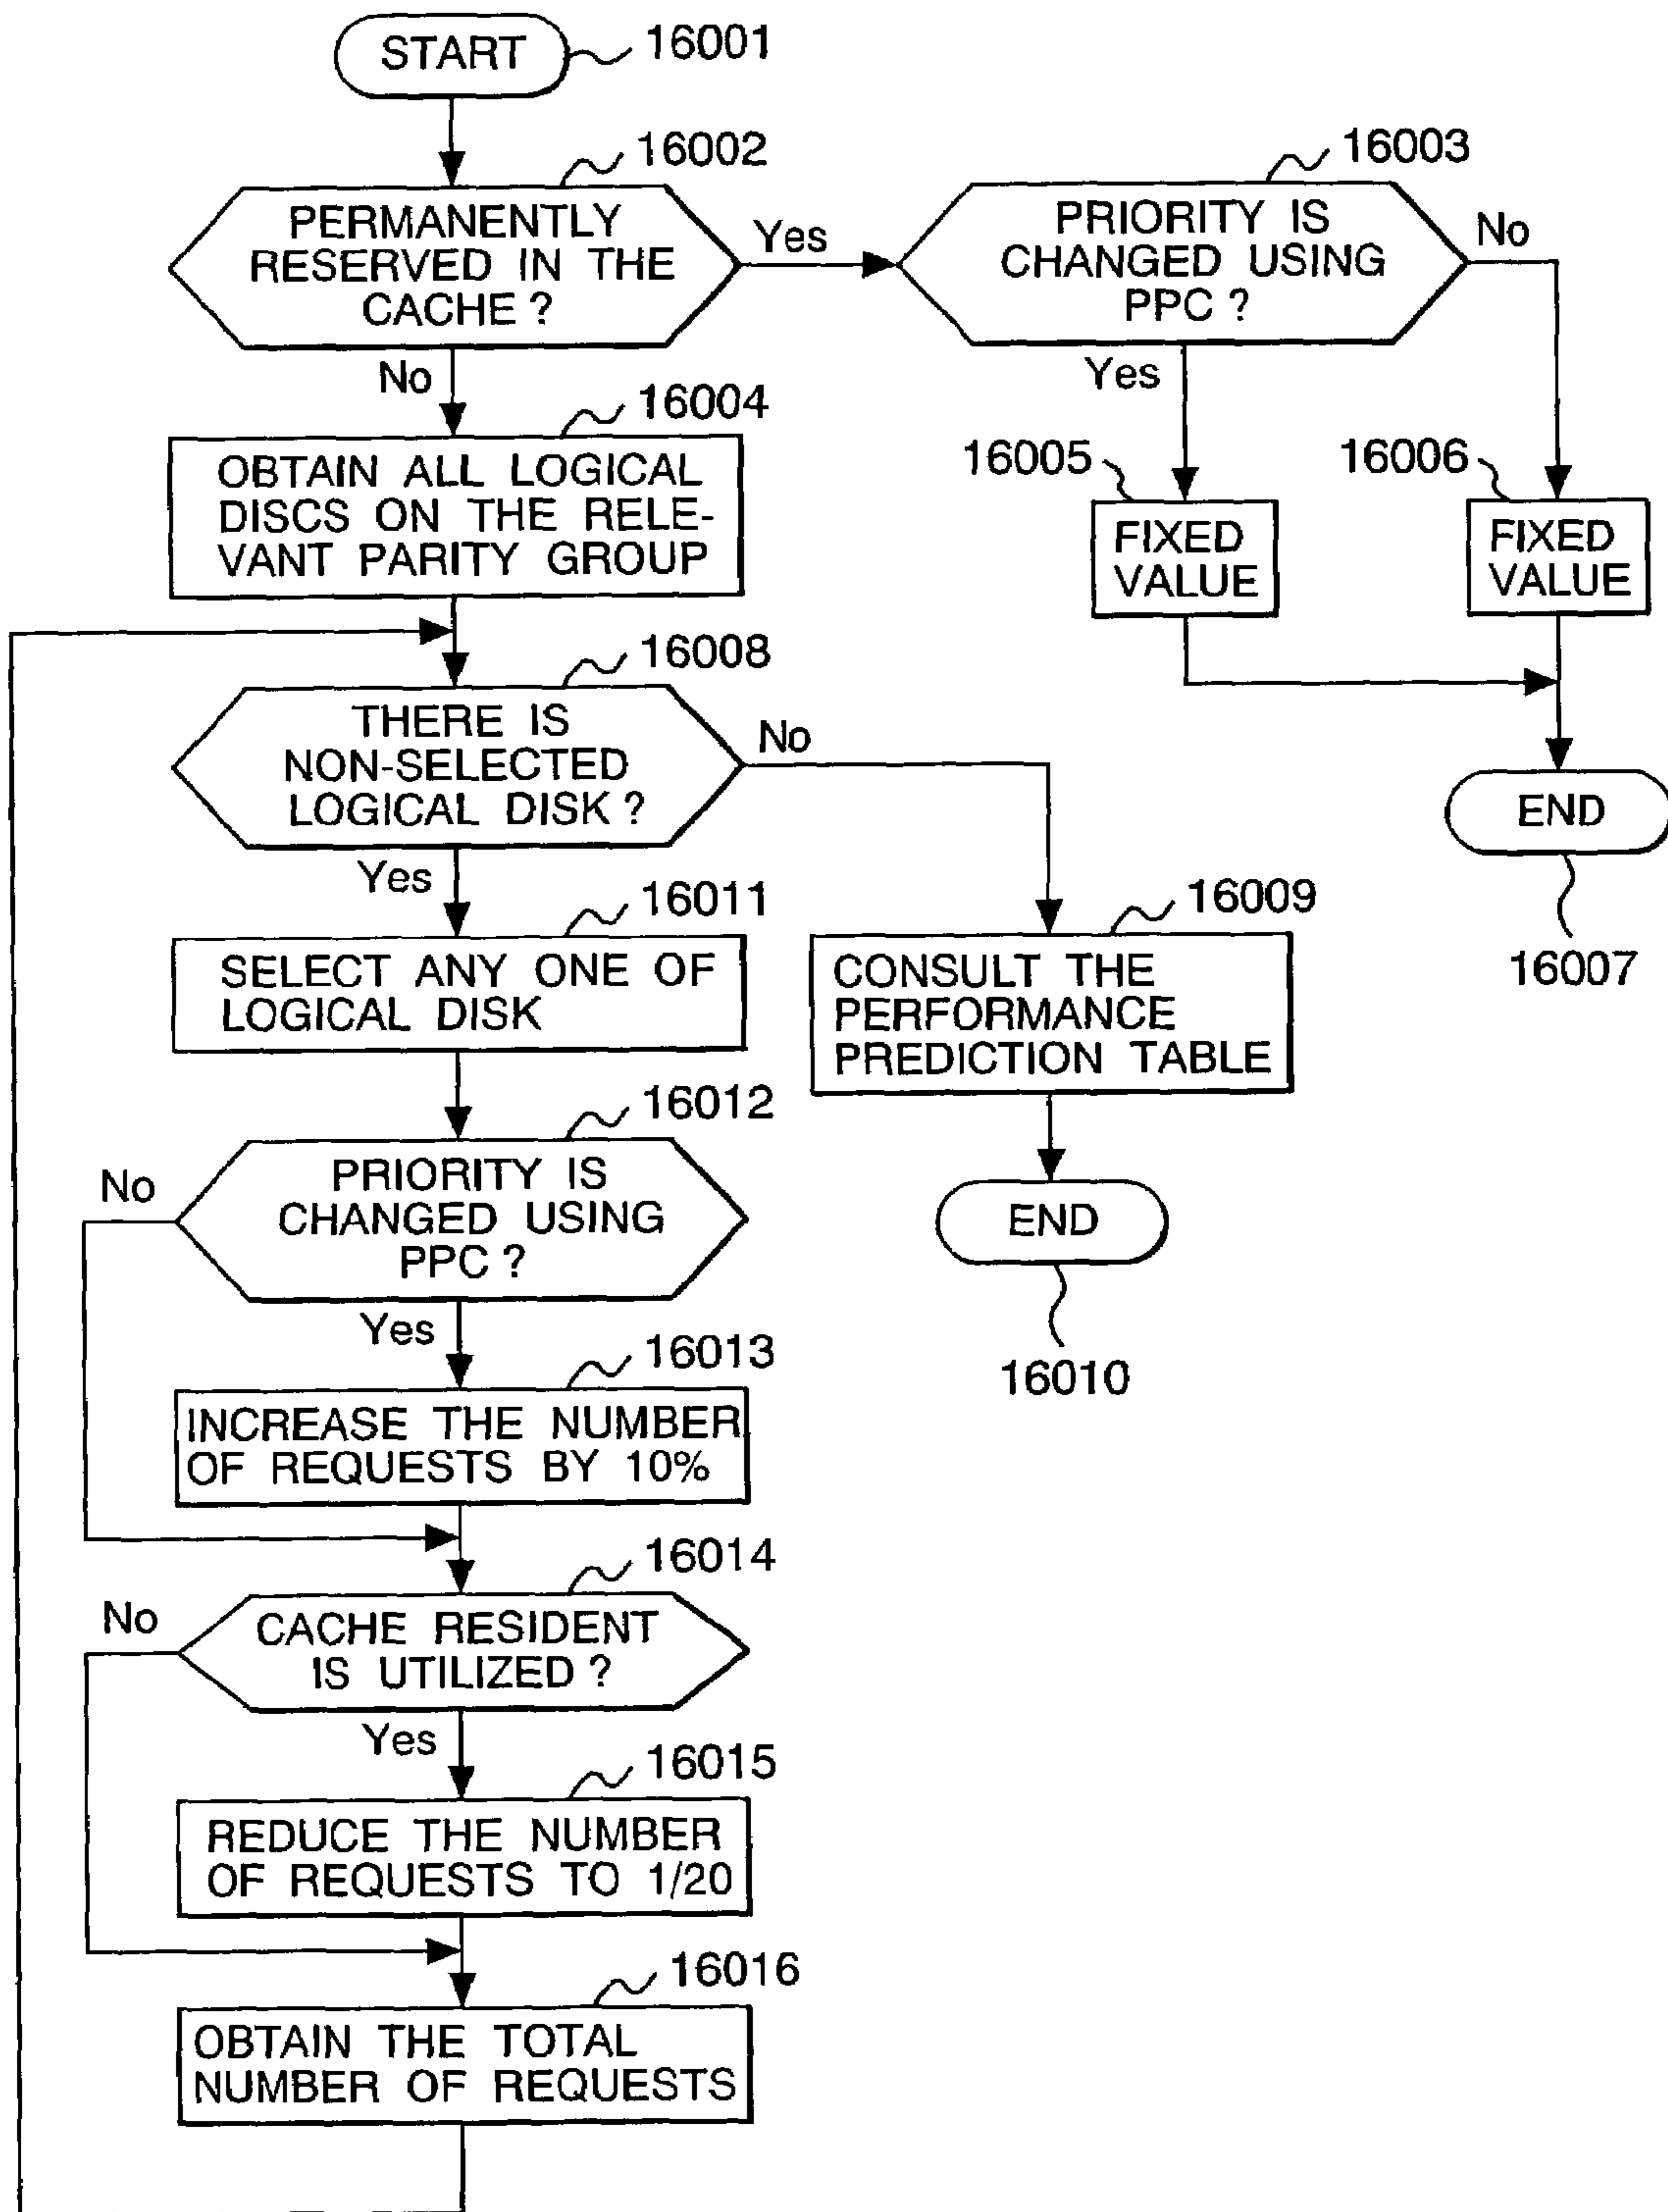 START
16001
16002
PERMANENTLY
RESERVED IN THE
CACHE ?
Yes
No
16003
PRIORITY IS
CHANGED USING
PPC ?
No
Yes
16004
OBTAIN ALL LOGICAL
DISCS ON THE RELE-
VANT PARITY GROUP
16005
FIXED
VALUE
16006
FIXED
VALUE
END
16007
16008
THERE IS
NON-SELECTED
LOGICAL DISK ?
No
Yes
16009
CONSULT THE
PERFORMANCE
PREDICTION TABLE
END
16010
16011
SELECT ANY ONE OF
LOGICAL DISK
16012
PRIORITY IS
CHANGED USING
PPC ?
No
Yes
16013
INCREASE THE NUMBER
OF REQUESTS BY 10%
16014
CACHE RESIDENT
IS UTILIZED ?
No
Yes
16015
REDUCE THE NUMBER
OF REQUESTS TO 1/20
16016
OBTAIN THE TOTAL
NUMBER OF REQUESTS